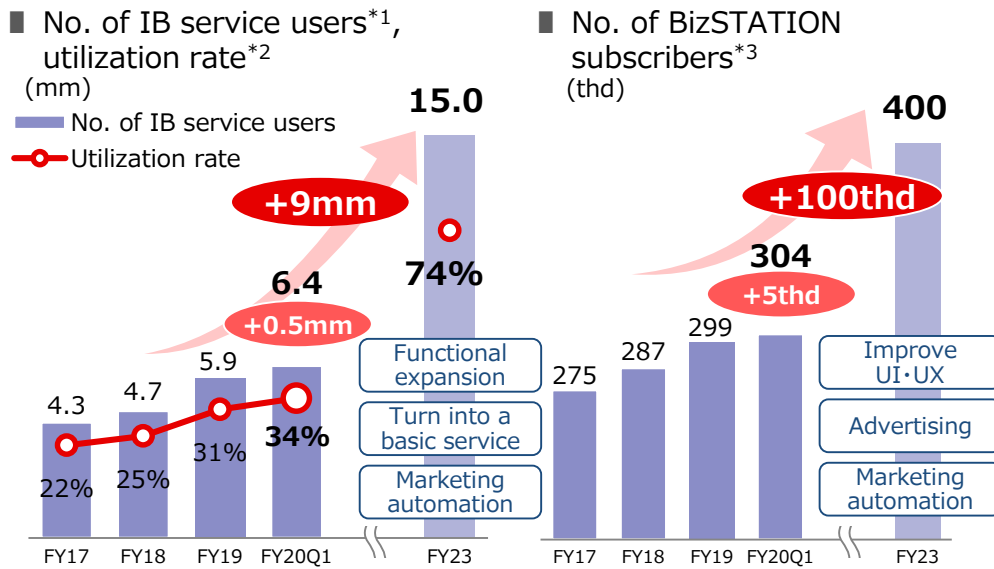 ■ No. of IB service users*1,
utilization rate*2
(mm)
No. of IB service users
Utilization rate
15.0
+9mm
74%
6.4
+0.5mm
5.9
4.7
4.3
22%
25%
31%
34%
Functional
expansion
Turn into a
basic service
Marketing
automation
FY17
FY18
FY19
FY20Q1
FY23
■ No. of BizSTATION
subscribers*3
(thd)
400
+100thd
304
+5thd
299
287
275
Improve
UI・UX
Advertising
Marketing
automation
FY17
FY18
FY19
FY20Q1
FY23